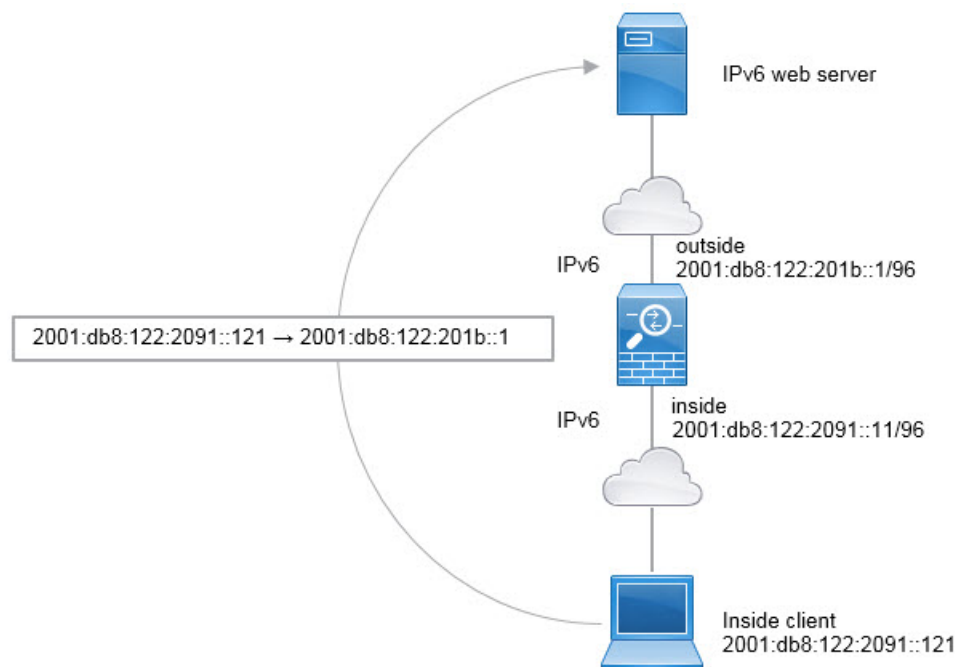 IPv6 web server
outside
IPv6
2001:db8:122:201b::1/96
2001:db8:122:2091::121 → 2001:db8:122:201b::1
inside
IPv6
2001:db8:122:2091::11/96
Inside client
2001:db8:122:2091::121